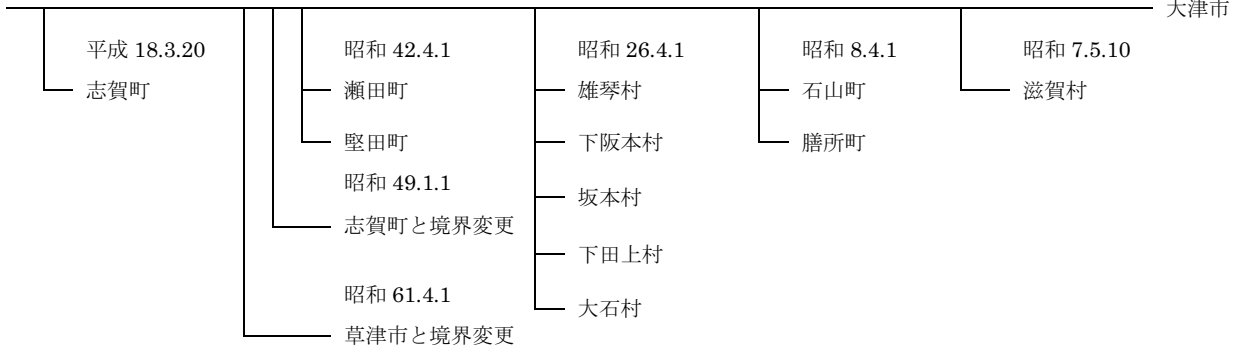 大津市
平成 18.3.20
志賀町
昭和 42.4.1
瀬田町
堅田町
昭和 49.1.1
志賀町と境界変更
昭和 61.4.1
草津市と境界変更
昭和 26.4.1
雄琴村
下阪本村
坂本村
下田上村
大石村
昭和 8.4.1
石山町
膳所町
昭和 7.5.10
滋賀村